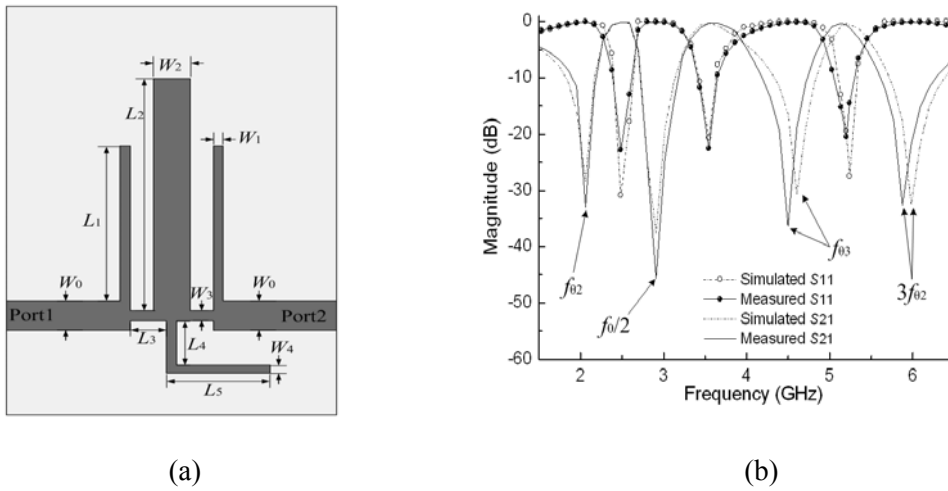 W2
L2
W1
L1
W0
W3
W0
Port1
Port2
L3
L4
W4
L5
(a)
0
-10
-20
-30
-40
-50
-60
Magnitude (dB)
fθ2
f0/2
fθ3
3fθ2
Simulated S11
Measured S11
Simulated S21
Measured S21
2
3
4
5
6
Frequency (GHz)
(b)